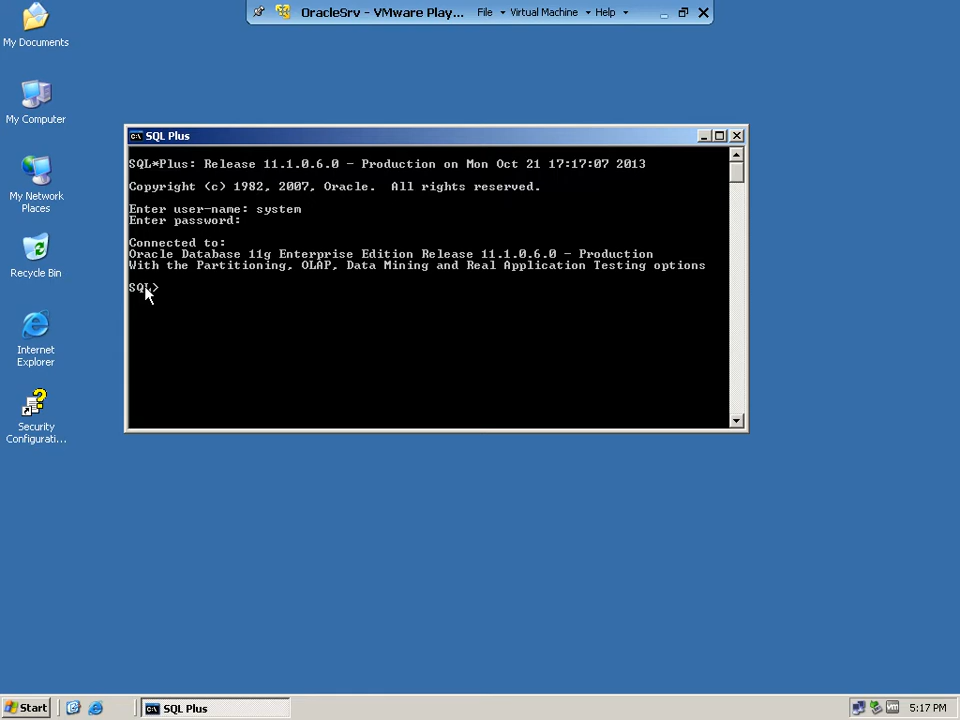 OracleSrv - VMware Play...
File
Virtual Machine
Help
My Documents
My Computer
My Network
Places
Recycle Bin
Internet
Explorer
Security
Configurati...
SQL Plus
SQL*Plus: Release 11.1.0.6.0 - Production on Mon Oct 21 17:17:07 2013
Copyright (c) 1982, 2007, Oracle.  All rights reserved.
Enter user-name: system
Enter password:
Connected to:
Oracle Database 11g Enterprise Edition Release 11.1.0.6.0 - Production
With the Partitioning, OLAP, Data Mining and Real Application Testing options
SQL>
Start
SQL Plus
5:17 PM